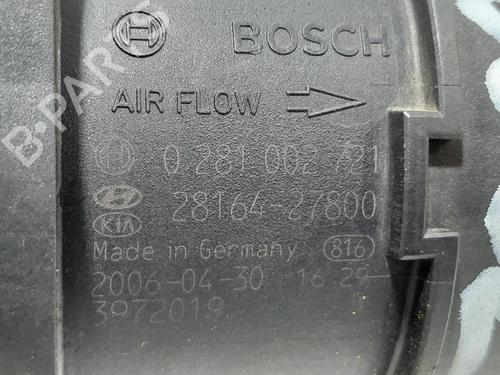 BOSCH
AIR FLOW
0 281 002 721
28164-27800
KIA
Made in Germany 816
2006-04-30 16 29
3972019
B-PARTS